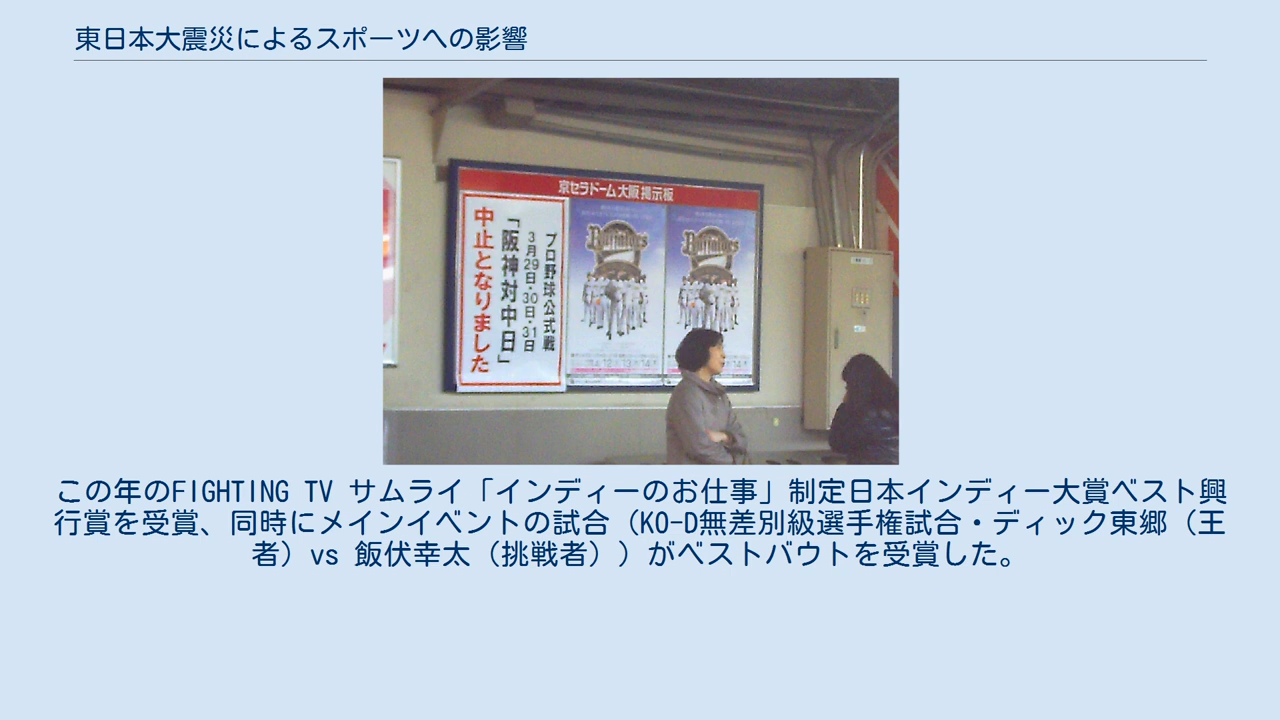 東日本大震災によるスポーツへの影響
京セラドーム大阪 掲示板
プロ野球公式戦
3月29日・30日・31日
「阪神対中日」
中止となりました
Buffaloes
Buffaloes
この年のFIGHTING TV サムライ「インディーのお仕事」制定日本インディー大賞ベスト興
行賞を受賞、同時にメインイベントの試合（KO-D無差別級選手権試合・ディック東郷（王
者）vs 飯伏幸太（挑戦者））がベストバウトを受賞した。